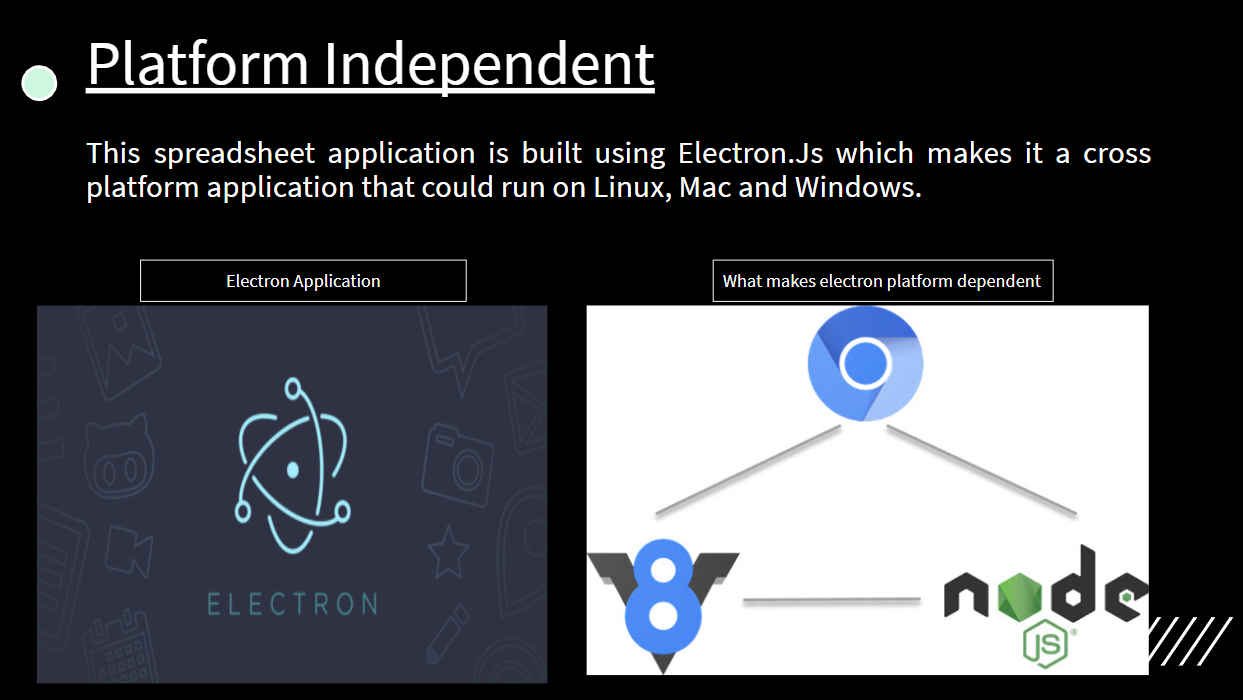 Platform Independent
This spreadsheet application is built using Electron.Js which makes it a cross
platform application that could run on Linux, Mac and Windows.
Electron Application
What makes electron platform dependent
ELECTRON
V8
node
JS®